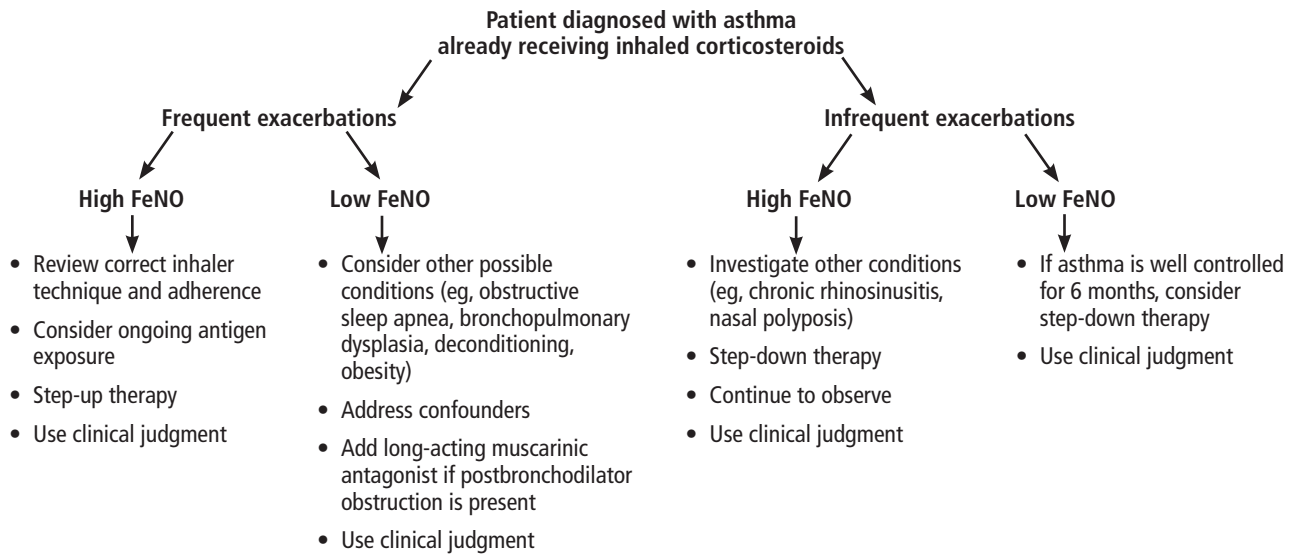 Patient diagnosed with asthma
already receiving inhaled corticosteroids
Frequent exacerbations
Infrequent exacerbations
High FeNO
Low FeNO
High FeNO
Low FeNO
• Review correct inhaler
technique and adherence
• Consider ongoing antigen
exposure
• Step-up therapy
• Use clinical judgment
• Consider other possible
conditions (eg, obstructive
sleep apnea, bronchopulmonary
dysplasia, deconditioning,
obesity)
• Address confounders
• Add long-acting muscarinic
antagonist if postbronchodilator
obstruction is present
• Use clinical judgment
• Investigate other conditions
(eg, chronic rhinosinusitis,
nasal polyposis)
• Step-down therapy
• Continue to observe
• Use clinical judgment
• If asthma is well controlled
for 6 months, consider
step-down therapy
• Use clinical judgment